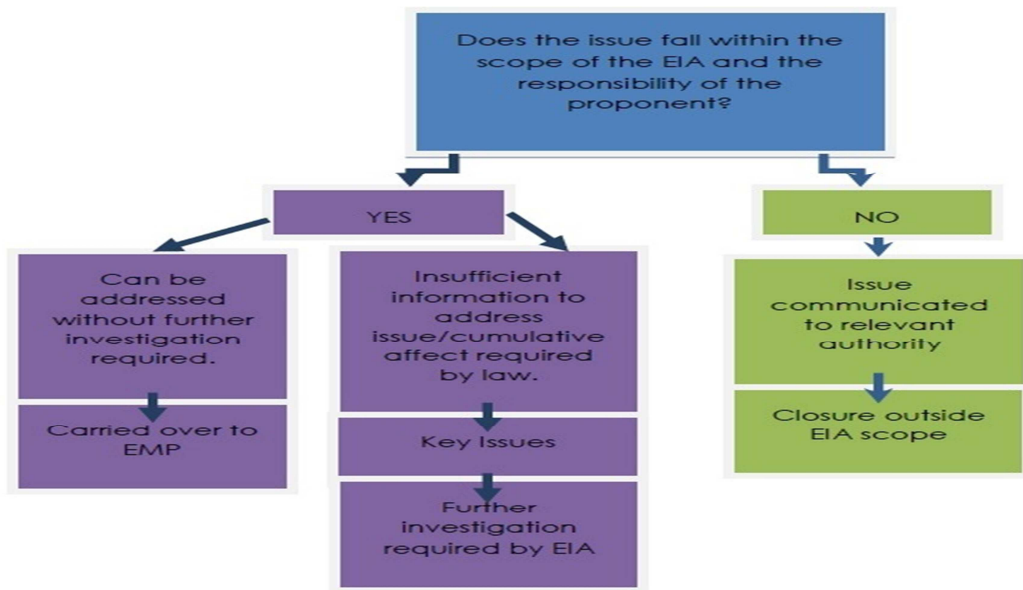 Does the issue fall within the
scope of the EIA and the
responsibility of the
proponent?
YES
NO
Can be
addressed
without further
investigation
required.
Insufficient
information to
address
issue/cumulative
affect required
by law.
Issue
communicated
to relevant
authority
Carried over to
EMP
Key Issues
Closure outside
EIA scope
Further
investigation
required by EIA